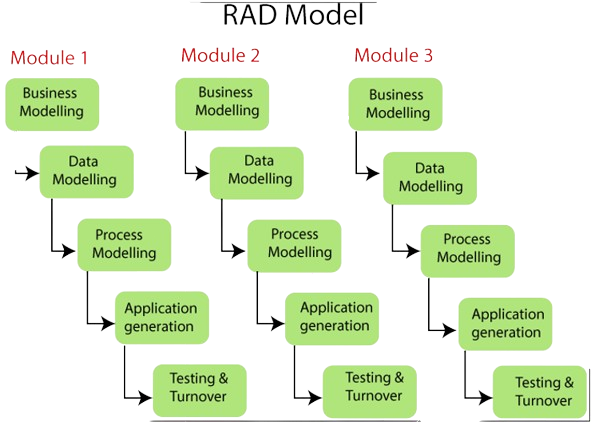 RAD Model
Module 1
Business
Modelling
Data
Modelling
Process
Modelling
Application
generation
Testing &
Turnover
Module 2
Business
Modelling
Data
Modelling
Process
Modelling
Application
generation
Testing &
Turnover
Module 3
Business
Modelling
Data
Modelling
Process
Modelling
Application
generation
Testing &
Turnover